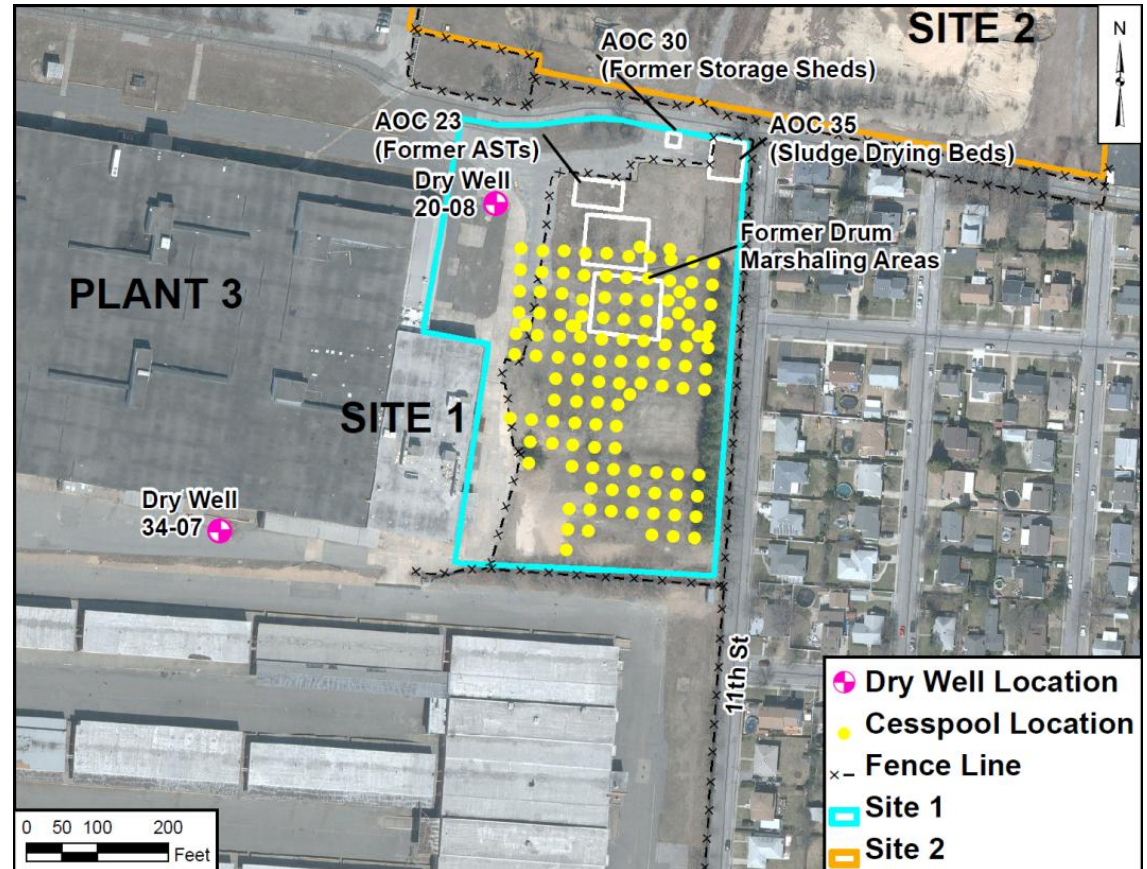 SITE 2
N
AOC 30
(Former Storage Sheds)
AOC 23
(Former ASTs)
AOC 35
(Sludge Drying Beds)
Dry Well
20-08
Former Drum
Marshaling Areas
PLANT 3
SITE 1
Dry Well
34-07
11th St
Dry Well Location
Cesspool Location
Fence Line
Site 1
Site 2
0 50 100 200
Feet